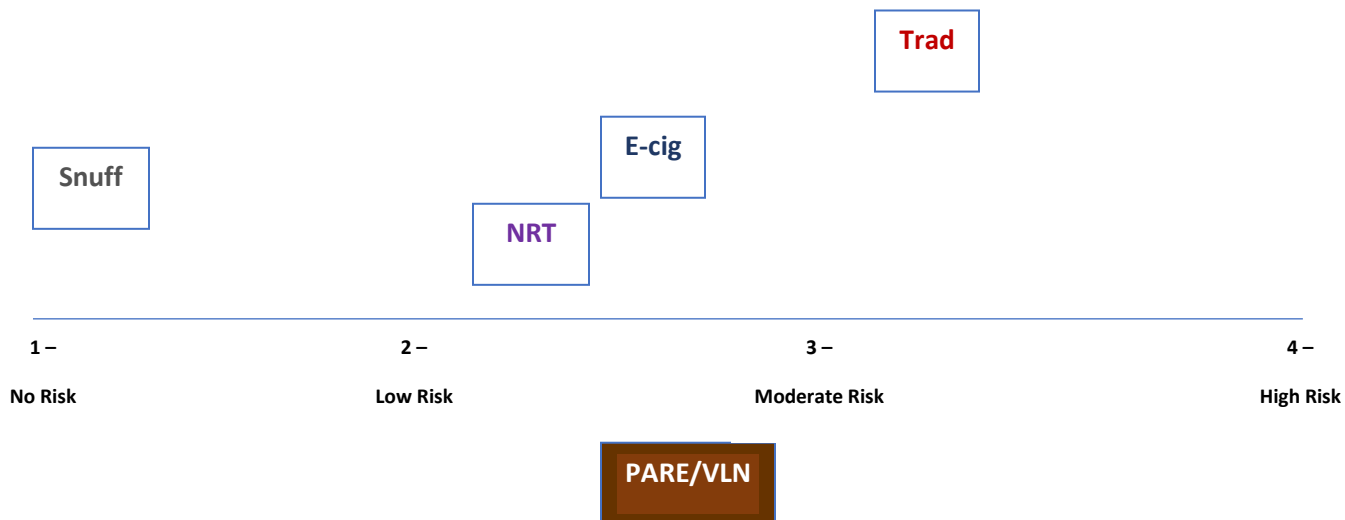 Trad
E-cig
Snuff
NRT
1 – 2 – 3 – 4 –
No Risk Low Risk Moderate Risk High Risk
PARE/VLN